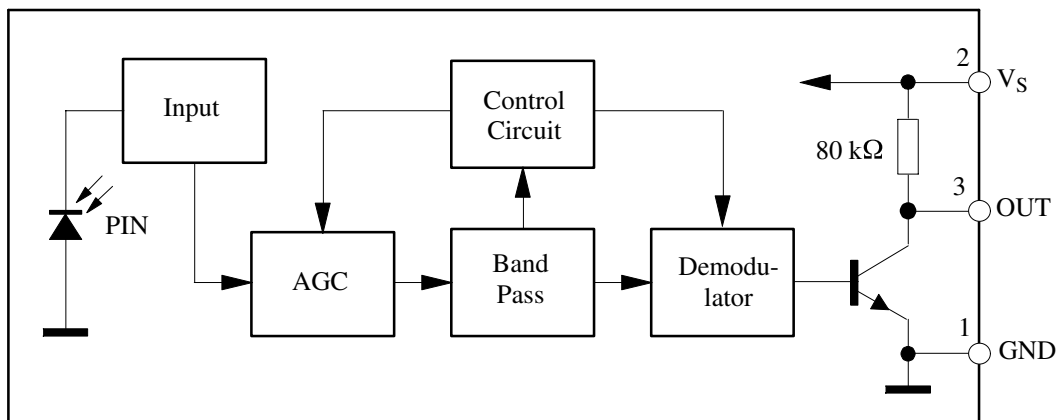 Input
Control
Circuit
2
V_S
80 kΩ
3
OUT
PIN
AGC
Band
Pass
Demodu-
lator
1
GND